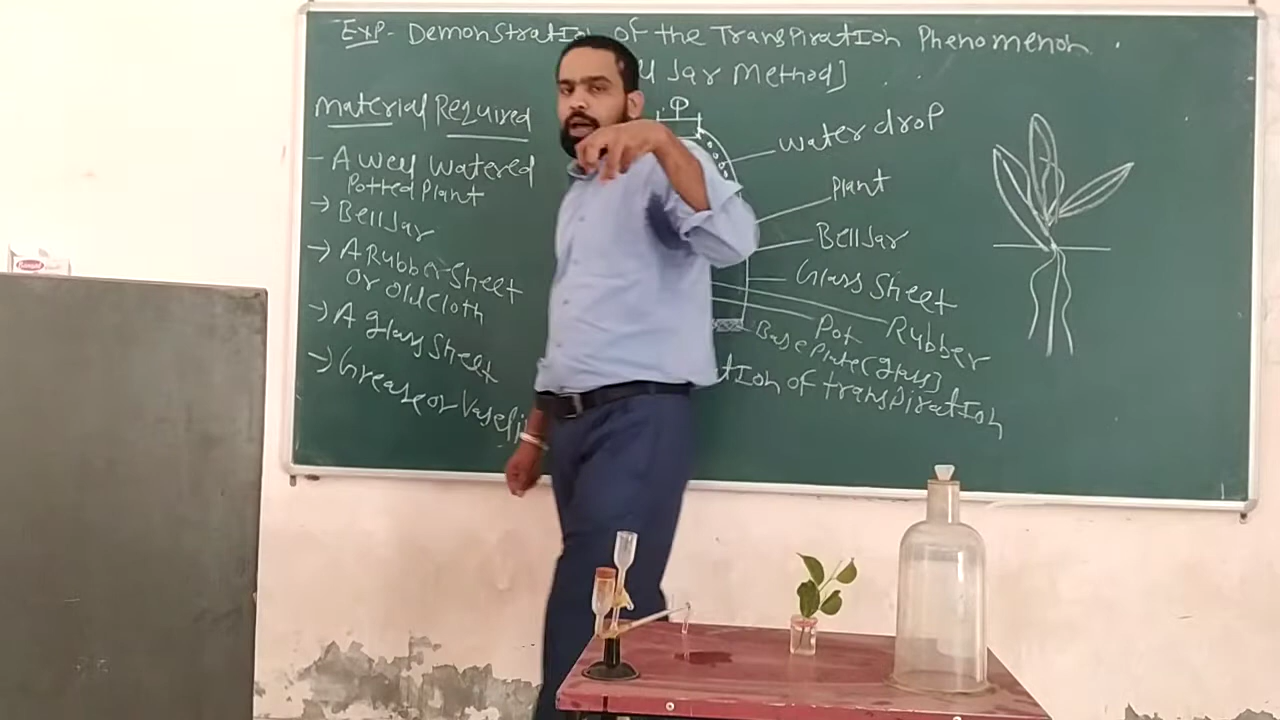 Exp- Demonstration of the Transpiration Phenomenon.
Jar Method]
Material Required
- A Well Watered
Potted Plant
→ Bell Jar
→ A Rubber Sheet
or old Cloth
→ A glass Sheet
→ Grease or Vaseli
φ
water drop
Plant
Bell Jar
Glass Sheet
Rubber
Pot
Base Plate (glass)
tion of transpiration